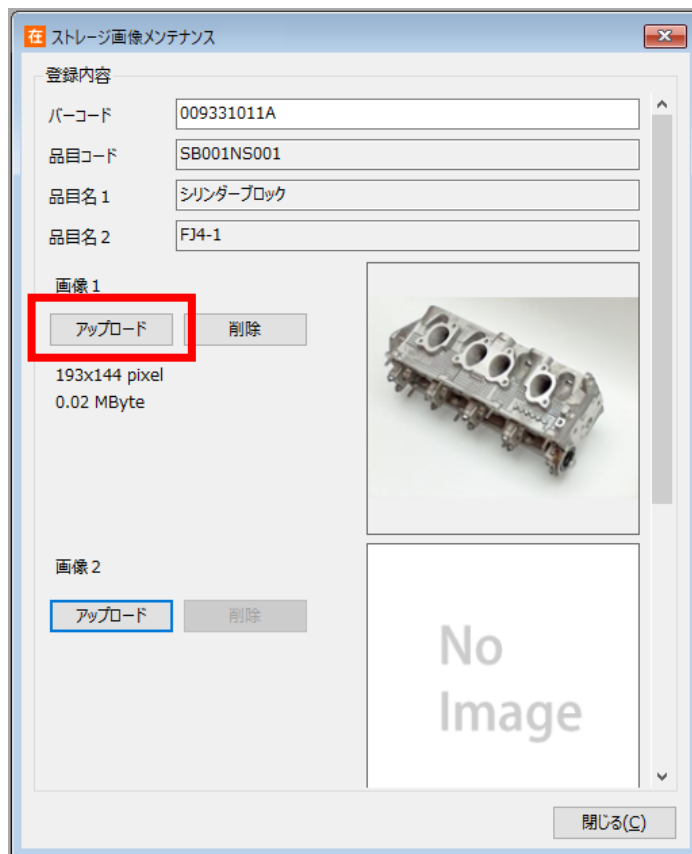 在 ストレージ画像メンテナンス
登録内容
バーコード 009331011A
品目コード SB001NS001
品目名1 シリンダーブロック
品目名2 FJ4-1
画像1
アップロード 削除
193x144 pixel
0.02 MByte
画像2
アップロード 削除
No
Image
閉じる(C)